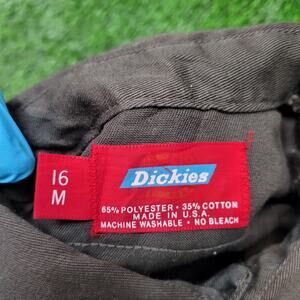 16
M
Dickies
65% POLYESTER • 35% COTTON
MADE IN U.S.A.
MACHINE WASHABLE • NO BLEACH